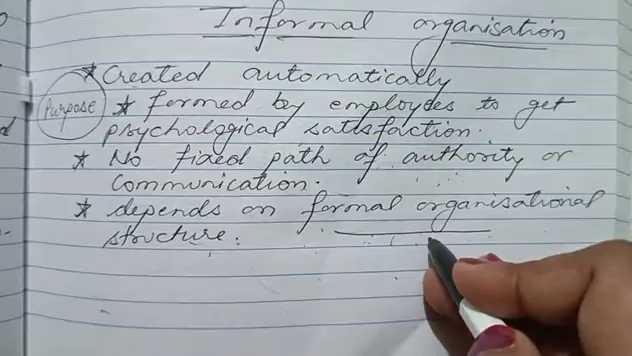 Informal organisation
* Created automatically
Purpose * formed by employees to get
psychological satisfaction.
* No fixed path of authority or
communication.
* depends on formal organisational
structure.